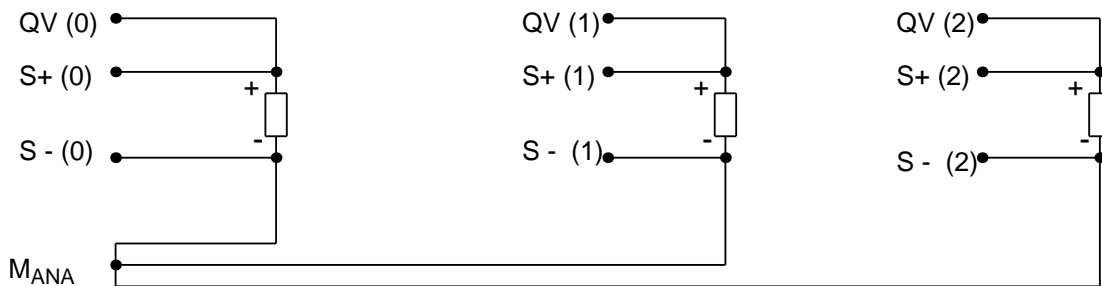 QV (0) QV (1) QV (2)
S+ (0) S+ (1) S+ (2)
+ + +
- - -
S - (0) S - (1) S - (2)
MANA